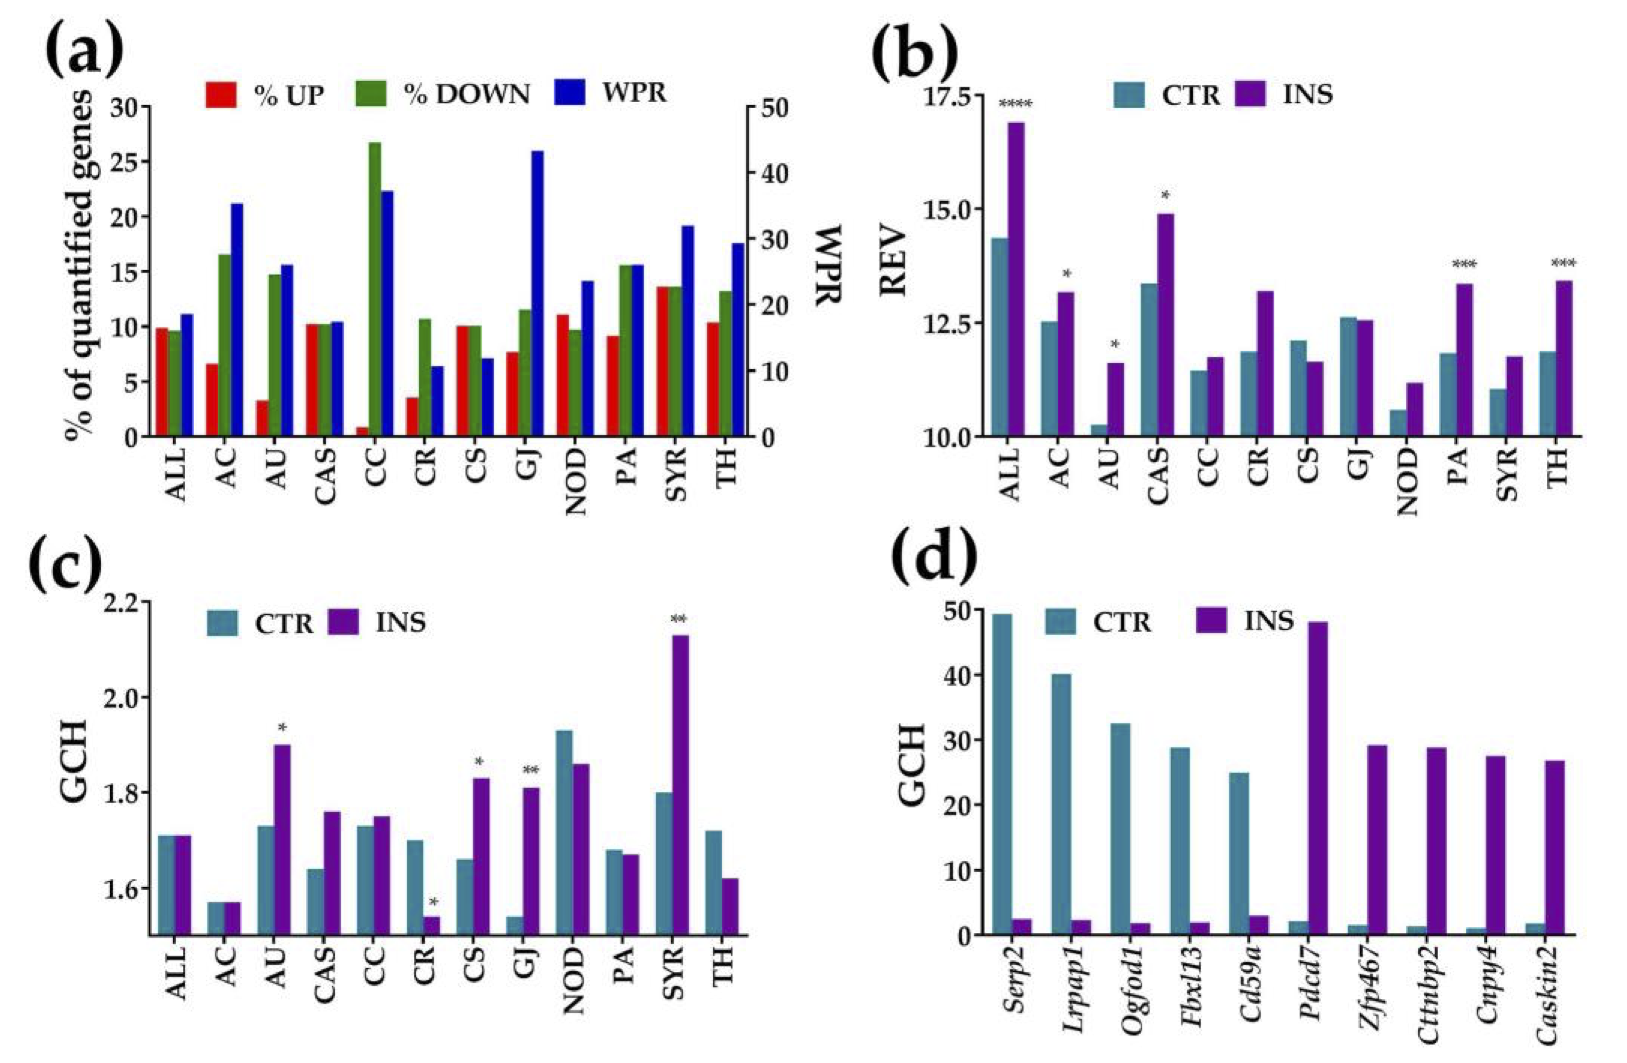 (a)
% UP % DOWN WPR
% of quantified genes
30
25
20
15
10
5
0
50
40
30
20
10
0
WPR
ALL AC AU CAS CC CR CS GJ NOD PA SYR TH
(b)
CTR INS
REV
17.5
15.0
12.5
10.0
**** * * * *** ***
ALL AC AU CAS CC CR CS GJ NOD PA SYR TH
(c)
CTR INS
GCH
2.2
2.0
1.8
1.6
* * * ** **
ALL AC AU CAS CC CR CS GJ NOD PA SYR TH
(d)
CTR INS
GCH
50
40
30
20
10
0
Serp2 Lrpap1 Ogfod1 Fbxl13 Cd59a Pdcd7 Zfp467 Cttnbp2 Cnpy4 Caskin2